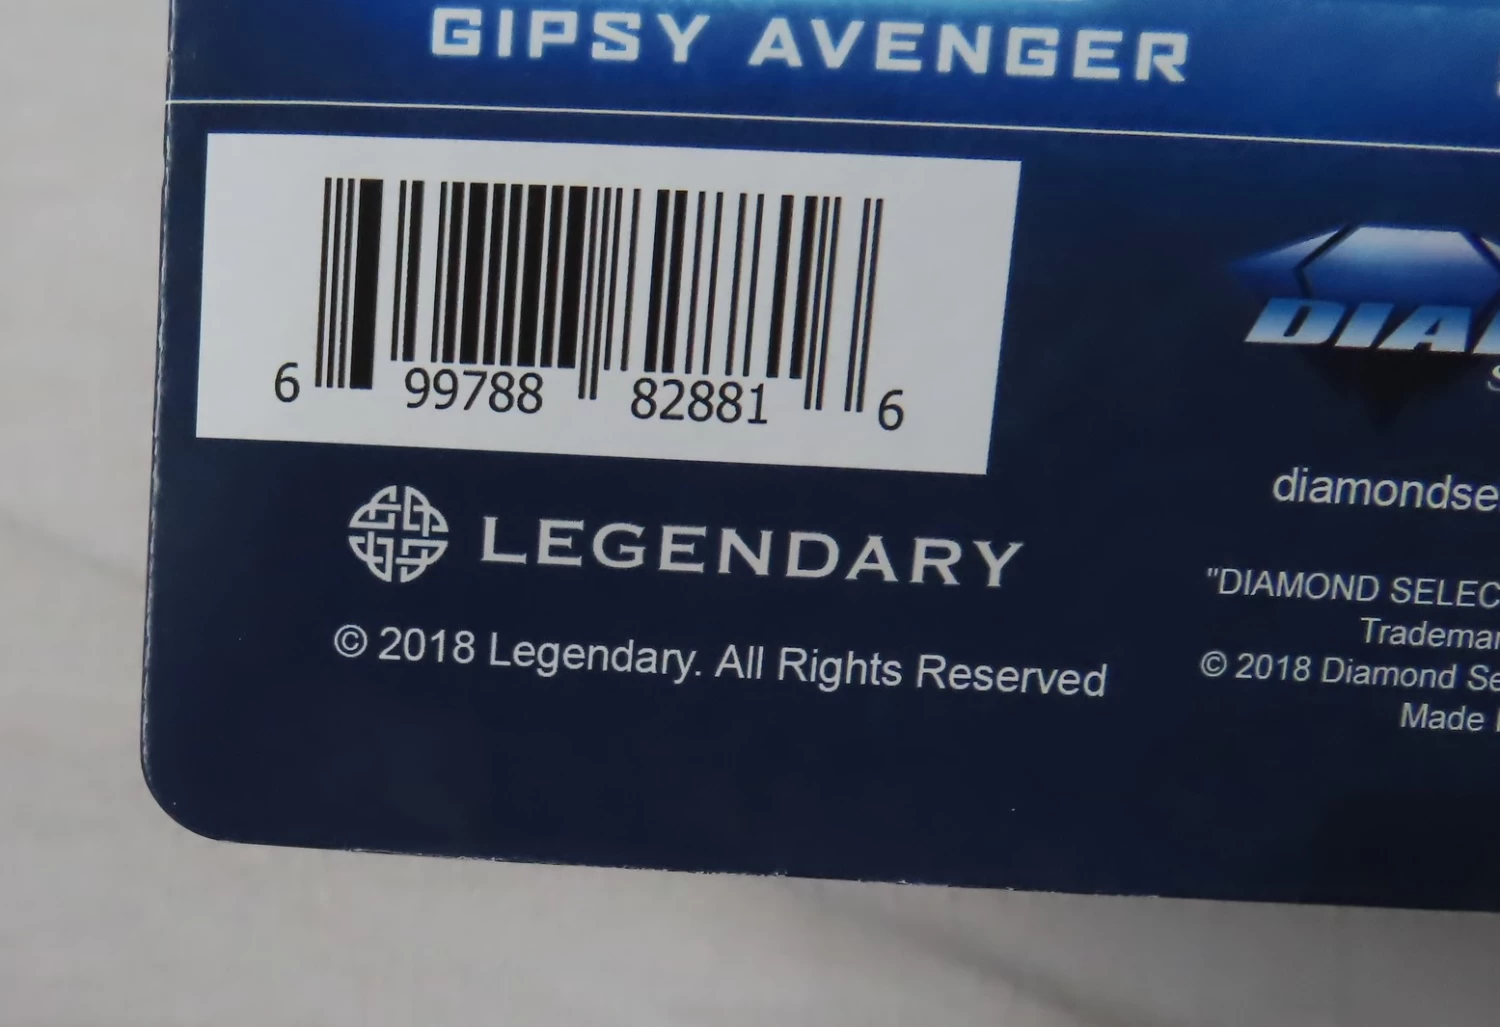 GIPSY AVENGER
6 99788 82881 6
LEGENDARY
© 2018 Legendary. All Rights Reserved
DIA
diamondse
"DIAMOND SELEC
Trademar
© 2018 Diamond Se
Made